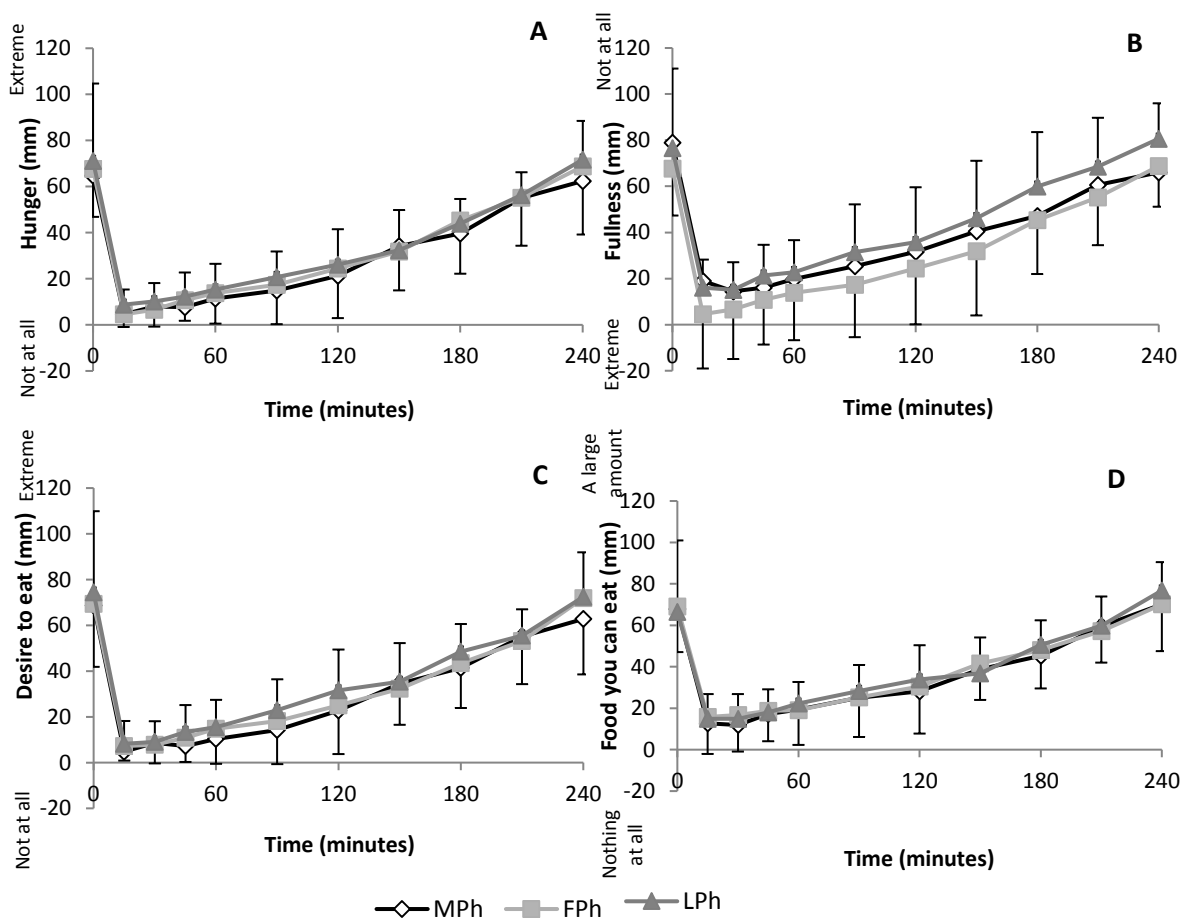 A
Extreme
Hunger (mm)
Not at all
120
100
80
60
40
20
0
-20
0 60 120 180 240
Time (minutes)
B
Not at all
Fullness (mm)
Extreme
120
100
80
60
40
20
0
-20
0 60 120 180 240
Time (minutes)
C
Extreme
Desire to eat (mm)
Not at all
120
100
80
60
40
20
0
-20
0 60 120 180 240
Time (minutes)
D
A large
amount
Food you can eat (mm)
Nothing
at all
120
100
80
60
40
20
0
-20
0 60 120 180 240
Time (minutes)
MPh FPh LPh